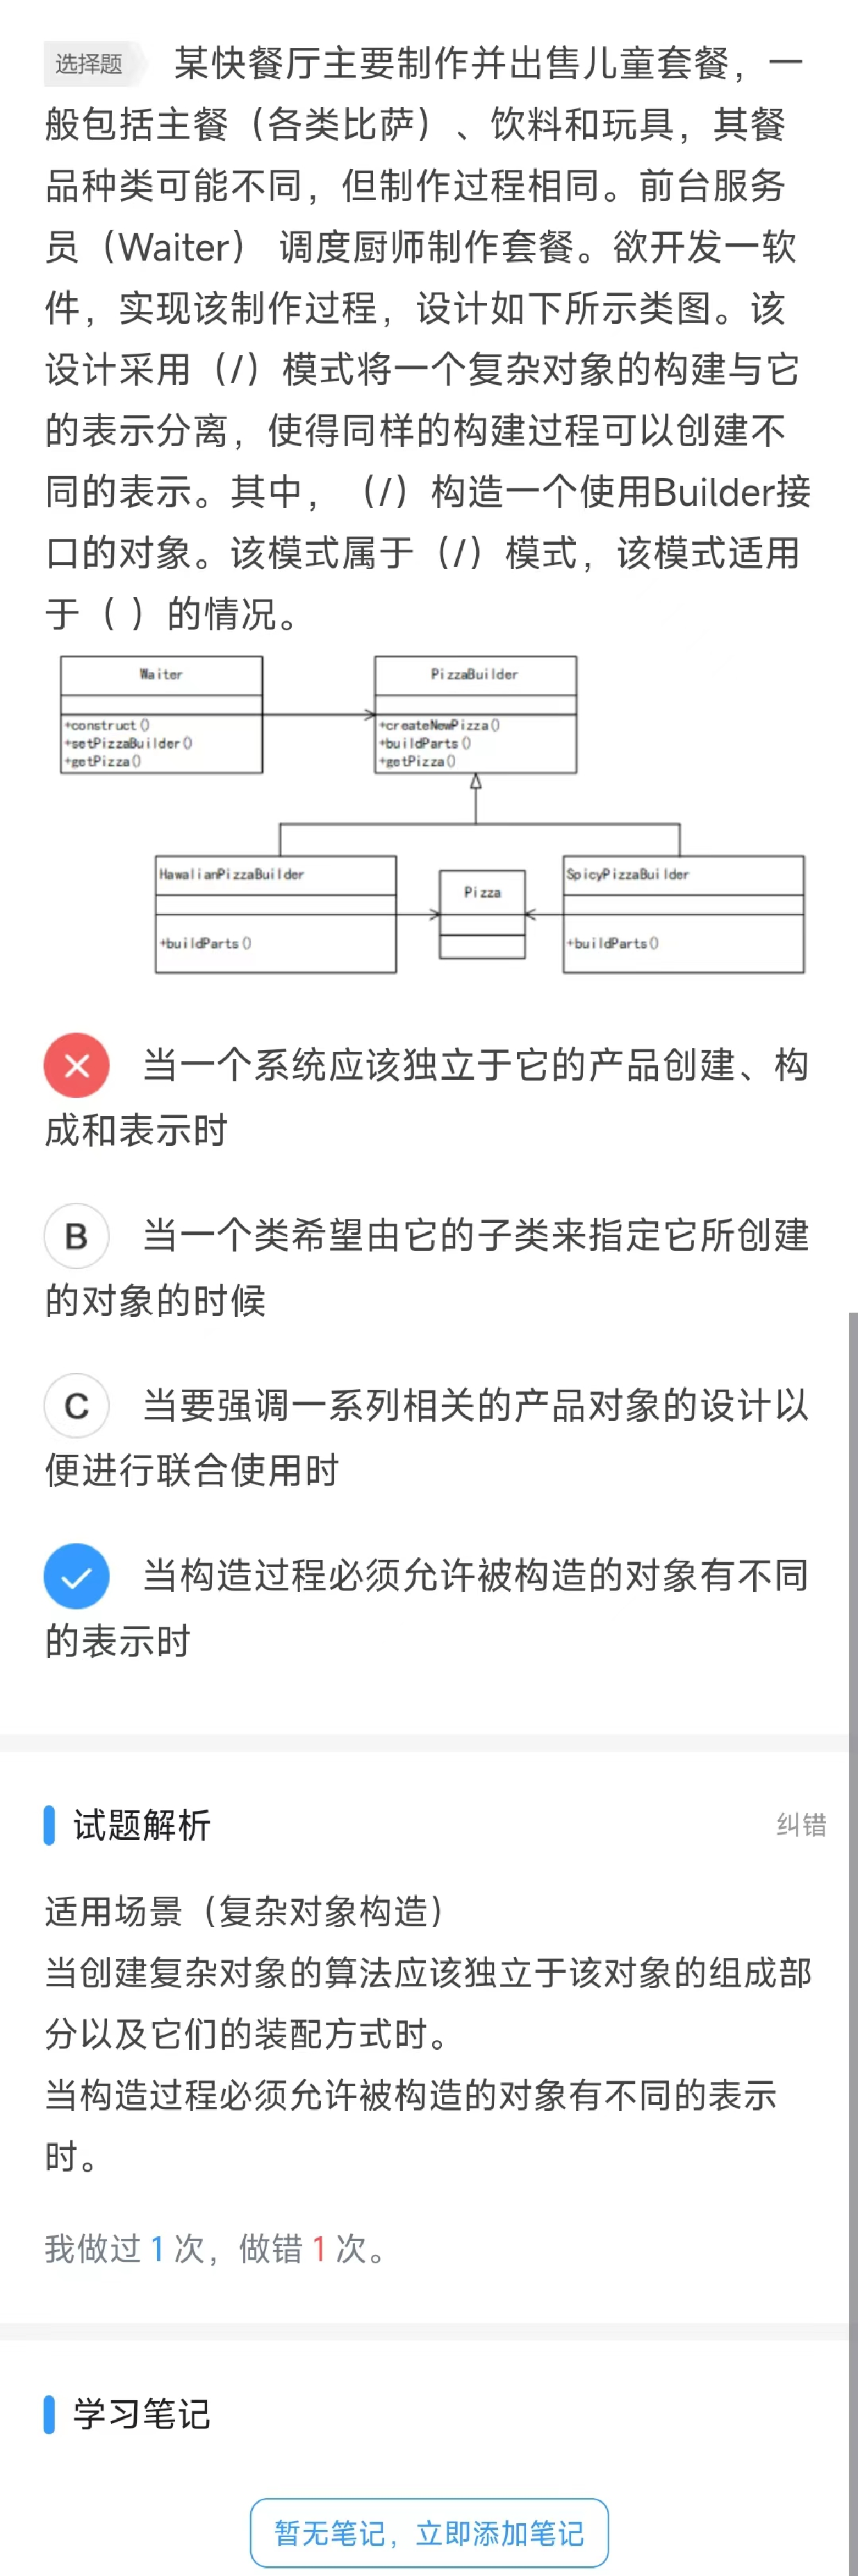 选择题 某快餐厅主要制作并出售儿童套餐，一
般包括主餐（各类比萨）、饮料和玩具，其餐
品种类可能不同，但制作过程相同。前台服务
员（Waiter） 调度厨师制作套餐。欲开发一软
件，实现该制作过程，设计如下所示类图。该
设计采用（/）模式将一个复杂对象的构建与它
的表示分离，使得同样的构建过程可以创建不
同的表示。其中，（/）构造一个使用Builder接
口的对象。该模式属于（/）模式，该模式适用
于（ ）的情况。
Waiter
+construct()
+setPizzaBuilder()
+getPizza()
PizzaBuilder
+createNewPizza()
+buildParts()
+getPizza()
HawalianPizzaBuilder
+buildParts()
Pizza
SpicyPizzaBuilder
+buildParts()
当一个系统应该独立于它的产品创建、构
成和表示时
B 当一个类希望由它的子类来指定它所创建
的对象的时候
C 当要强调一系列相关的产品对象的设计以
便进行联合使用时
当构造过程必须允许被构造的对象有不同
的表示时
试题解析 纠错
适用场景（复杂对象构造）
当创建复杂对象的算法应该独立于该对象的组成部
分以及它们的装配方式时。
当构造过程必须允许被构造的对象有不同的表示
时。
我做过 1 次，做错 1 次。
学习笔记
暂无笔记，立即添加笔记